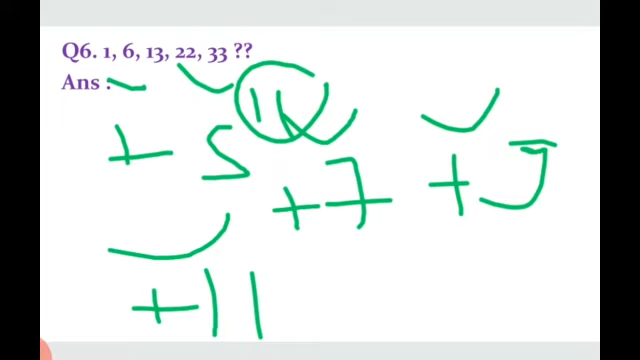 Q6. 1, 6, 13, 22, 33 ??
Ans :
11
+ 5
+7
+ 9
+11